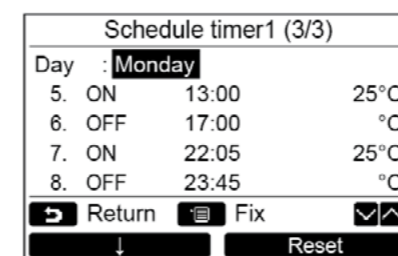 Schedule timer1 (3/3)
Day : Monday
5. ON 13:00 25°C
6. OFF 17:00 °C
7. ON 22:05 25°C
8. OFF 23:45 °C
Return Fix
↓ Reset